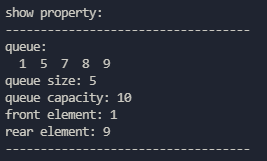 show property:
-----------------------------------
queue:
  1  5  7  8  9
queue size: 5
queue capacity: 10
front element: 1
rear element: 9
-----------------------------------